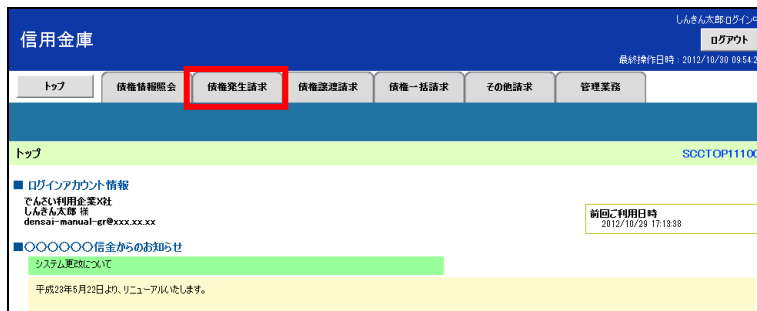 しんきん太郎:ログイン中
信用金庫
ログアウト
最終操作日時：2012/10/30 09:54:2
トップ 債権情報照会 債権発生請求 債権譲渡請求 債権一括請求 その他請求 管理業務
トップ SCCTOP1110
■ ログインアカウント情報
でんさい利用企業X社
しんきん太郎 様
densai-manual-gr@xxx.xx.xx
前回ご利用日時
2012/10/29 17:13:38
■〇〇〇〇〇〇信金からのお知らせ
システム更改について
平成23年5月22日より、リニューアルいたします。